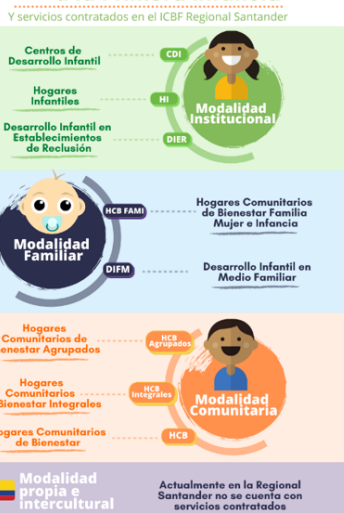 Y servicios contratados en el ICBF Regional Santander
Centros de
Desarrollo Infantil
CDI
Hogares
Infantiles
HI
Modalidad
Institucional
Desarrollo Infantil en
Establecimientos
de Reclusión
DIER
HCB FAMI
Hogares Comunitarios
de Bienestar Familia
Mujer e Infancia
Modalidad
Familiar
DIFM
Desarrollo Infantil en
Medio Familiar
Hogares
Comunitarios de
enestar Agrupados
HCB
Agrupados
Hogares
Comunitarios
Bienestar Integrales
HCB
Integrales
Modalidad
Comunitaria
ogares Comunitarios
de Bienestar
HCB
Modalidad
propia e
intercultural
Actualmente en la Regional
Santander no se cuenta con
servicios contratados